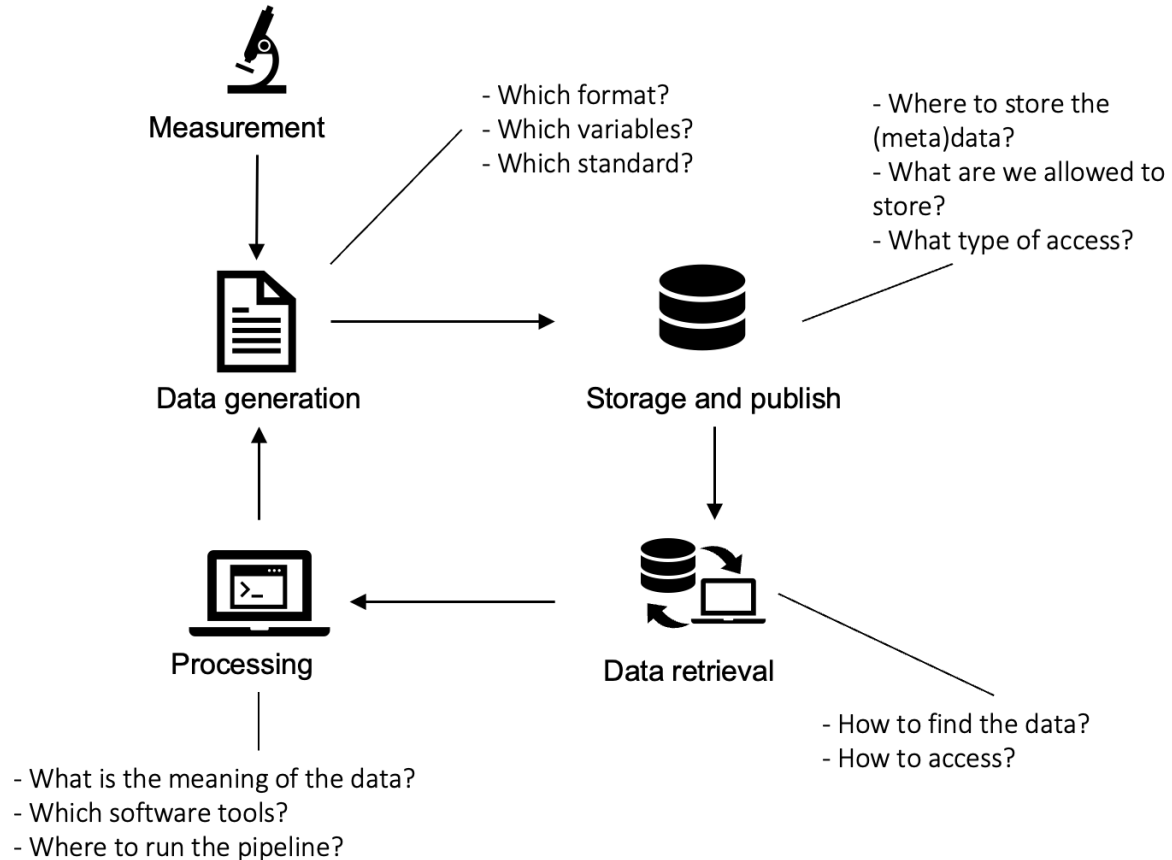 Measurement
- Which format?
- Which variables?
- Which standard?
- Where to store the
(meta)data?
- What are we allowed to
store?
- What type of access?
Data generation
Storage and publish
>_
Processing
Data retrieval
- How to find the data?
- How to access?
- What is the meaning of the data?
- Which software tools?
- Where to run the pipeline?